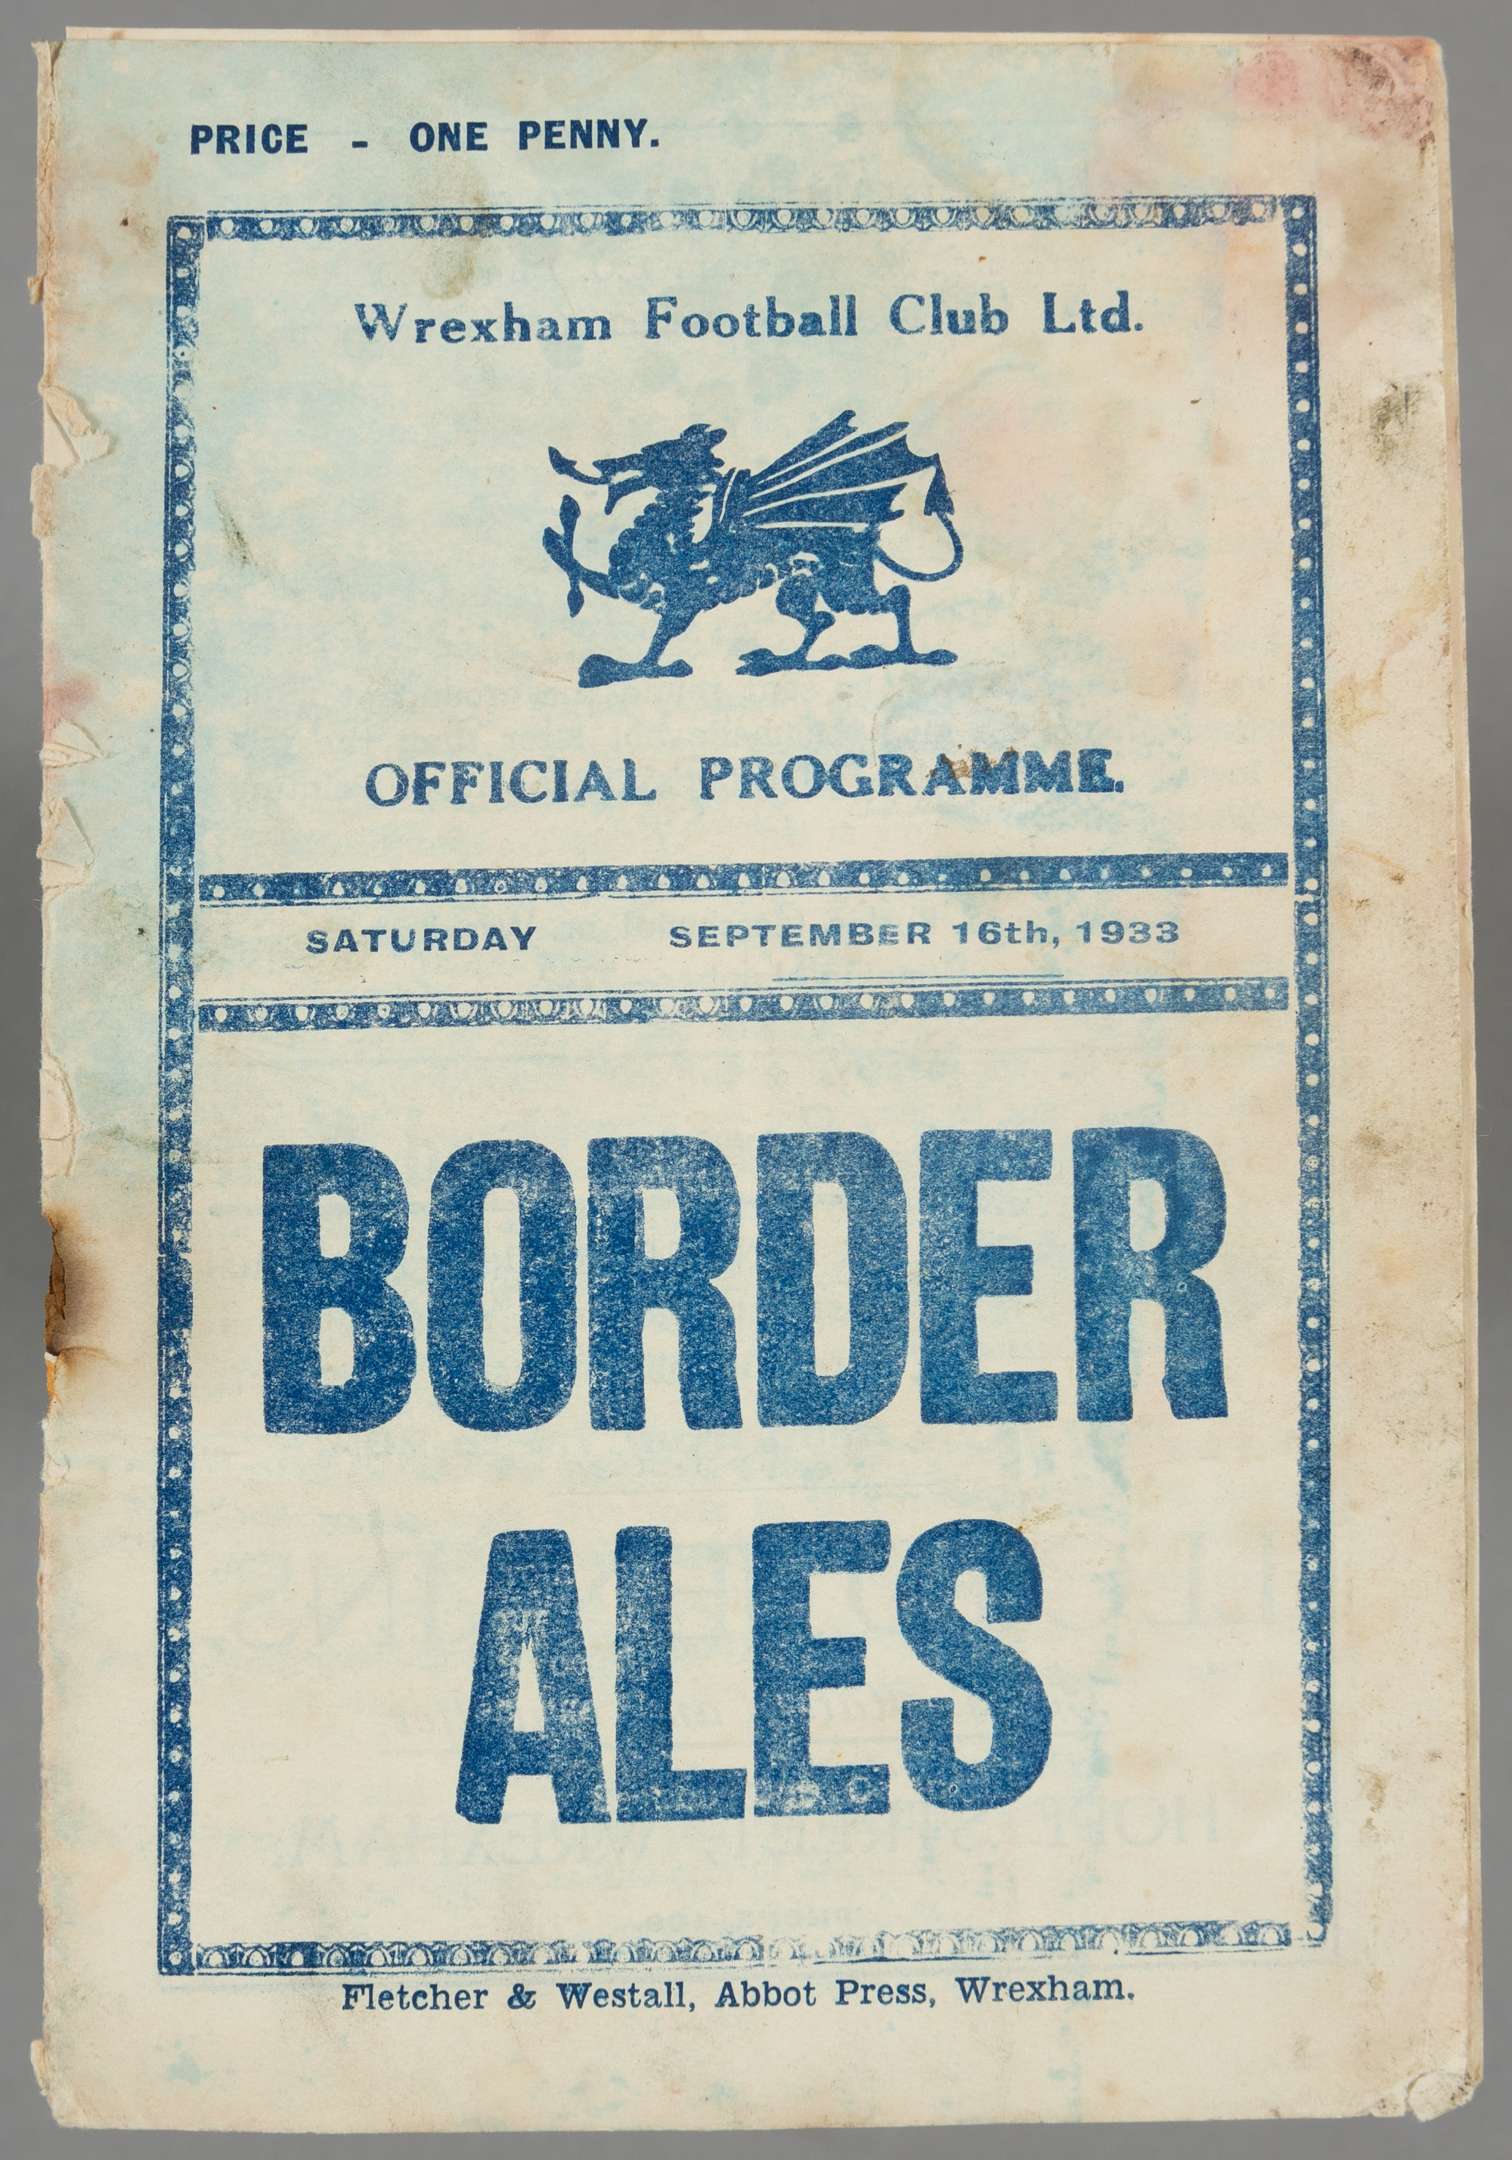 PRICE - ONE PENNY.
Wrexham Football Club Ltd.
OFFICIAL PROGRAMME.
SATURDAY SEPTEMBER 16th, 1933
BORDER
ALES
Fletcher & Westall, Abbot Press, Wrexham.